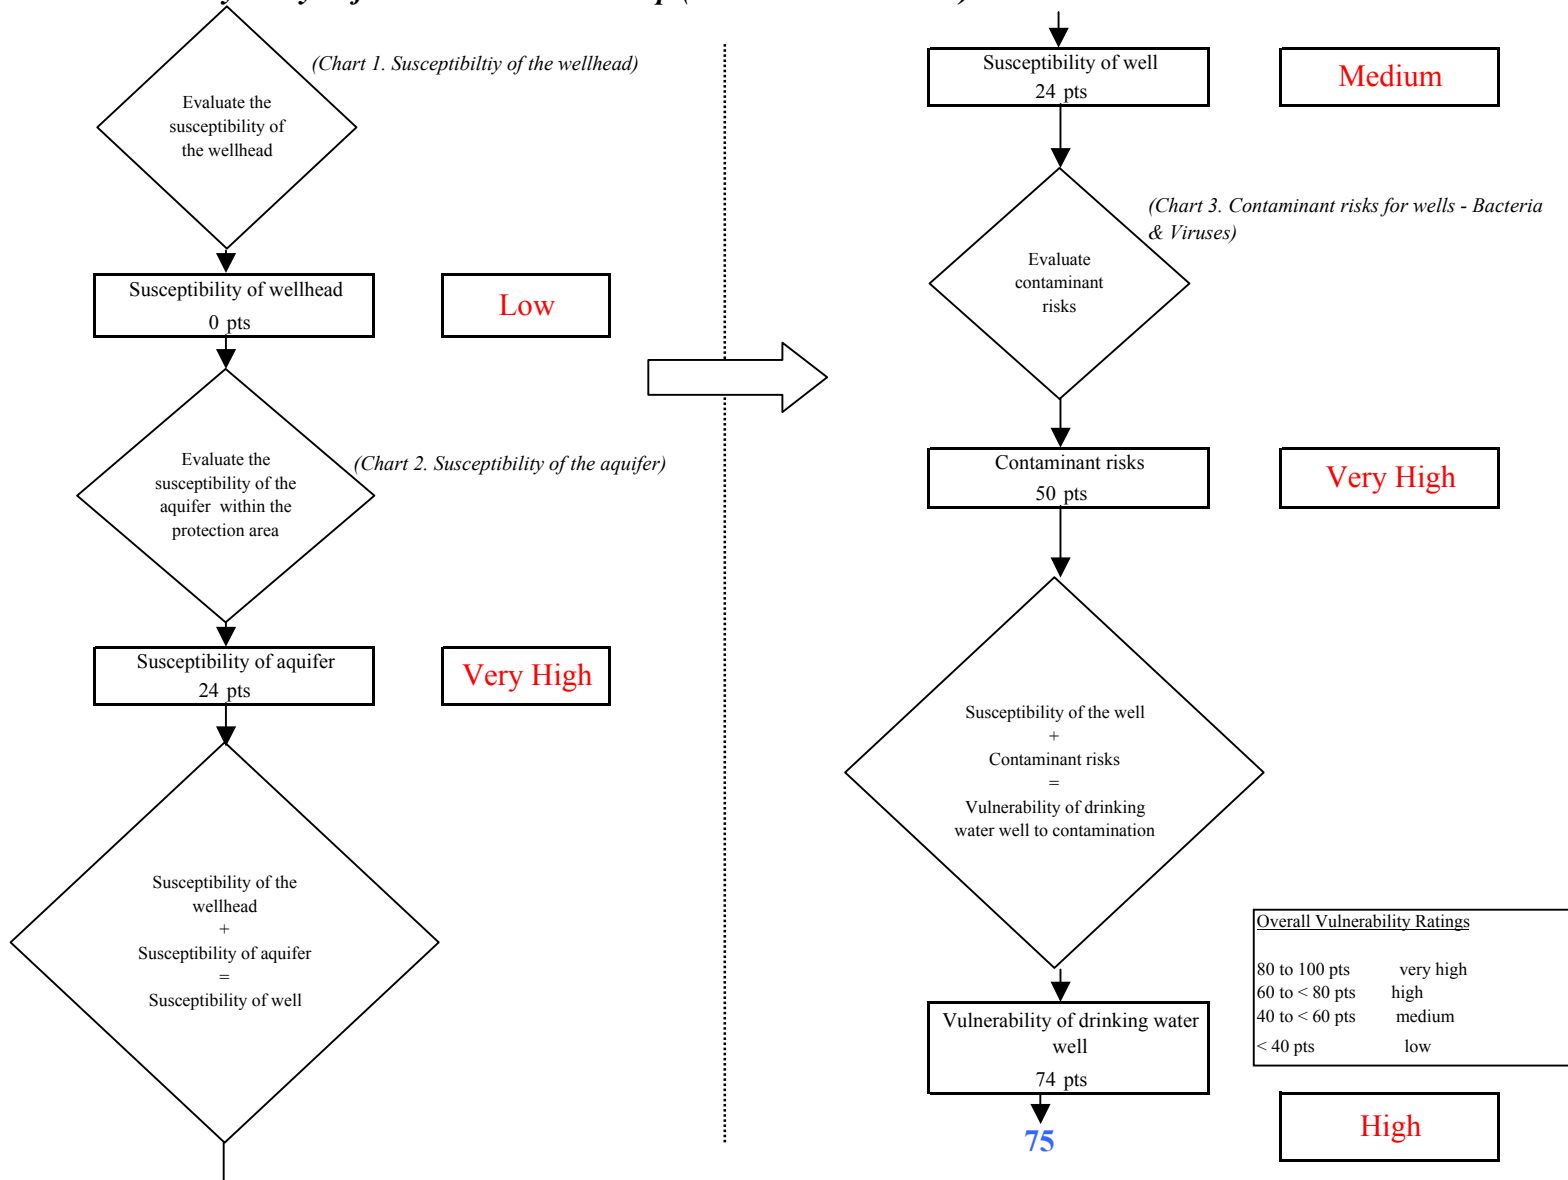 (Chart 1. Susceptibiltiy of the wellhead)
Evaluate the
susceptibility of
the wellhead
Susceptibility of wellhead
0 pts
Low
Evaluate the
susceptibility of the
aquifer within the
protection area
(Chart 2. Susceptibility of the aquifer)
Susceptibility of aquifer
24 pts
Very High
Susceptibility of the
wellhead
+
Susceptibility of aquifer
=
Susceptibility of well
Susceptibility of well
24 pts
Medium
(Chart 3. Contaminant risks for wells - Bacteria
& Viruses)
Evaluate
contaminant
risks
Contaminant risks
50 pts
Very High
Susceptibility of the well
+
Contaminant risks
=
Vulnerability of drinking
water well to contamination
Overall Vulnerability Ratings
80 to 100 pts very high
60 to < 80 pts high
40 to < 60 pts medium
< 40 pts low
Vulnerability of drinking water
well
74 pts
75
High